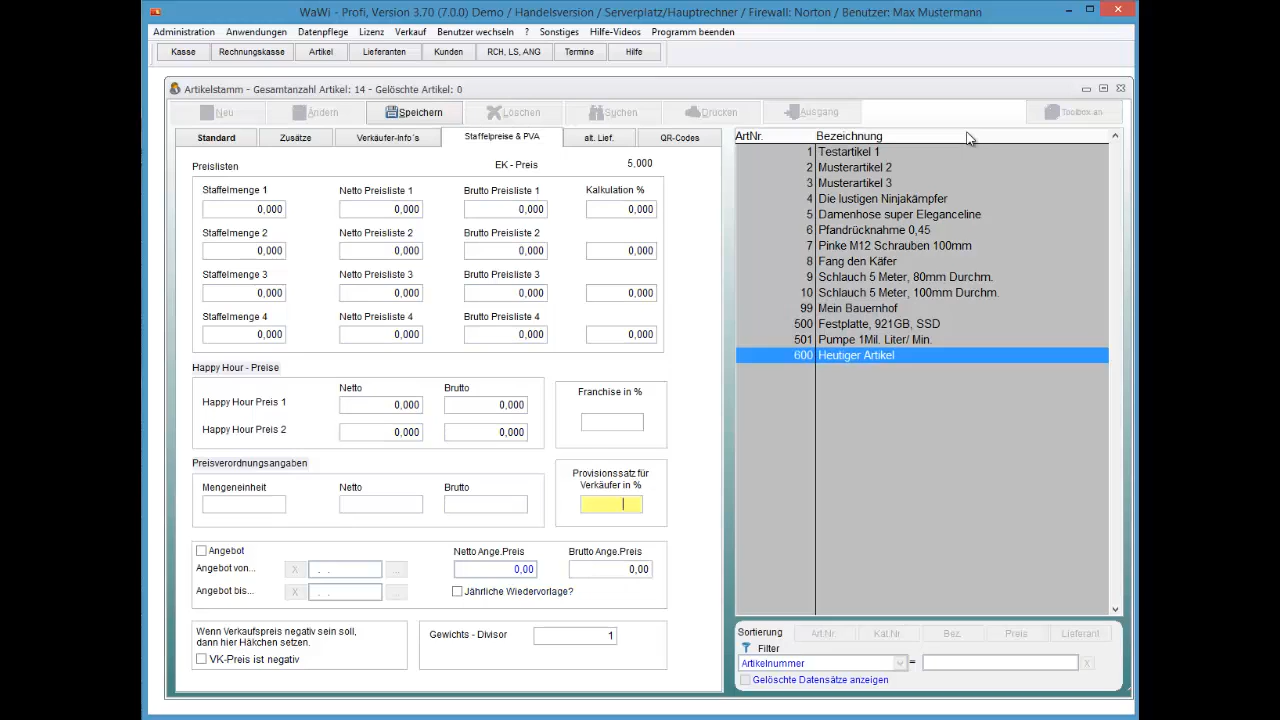 WaWi - Profi, Version 3.70 (7.0.0) Demo / Handelsversion / Serverplatz/Hauptrechner / Firewall: Norton / Benutzer: Max Mustermann
Administration Anwendungen Datenpflege Lizenz Verkauf Benutzer wechseln ? Sonstiges Hilfe-Videos Programm beenden
Kasse Rechnungskasse Artikel Lieferanten Kunden RCH, LS, ANG Termine Hilfe
Artikelstamm - Gesamtanzahl Artikel: 14 - Gelöschte Artikel: 0
Neu Ändern Speichern Löschen Suchen Drucken Ausgang Toolbox an
Standard Zusätze Verkäufer-Info´s Staffelpreise & PVA alt. Lief. QR-Codes
Preislisten EK - Preis 5,000
Staffelmenge 1 Netto Preisliste 1 Brutto Preisliste 1 Kalkulation %
0,000 0,000 0,000 0,000
Staffelmenge 2 Netto Preisliste 2 Brutto Preisliste 2
0,000 0,000 0,000 0,000
Staffelmenge 3 Netto Preisliste 3 Brutto Preisliste 3
0,000 0,000 0,000 0,000
Staffelmenge 4 Netto Preisliste 4 Brutto Preisliste 4
0,000 0,000 0,000 0,000
Happy Hour - Preise
Netto Brutto
Happy Hour Preis 1 0,000 0,000
Happy Hour Preis 2 0,000 0,000
Franchise in %
Preisverordnungsangaben
Mengeneinheit Netto Brutto
Provisionssatz für
Verkäufer in %
Angebot Netto Ange.Preis Brutto Ange.Preis
Angebot von... X . . ... 0,00 0,00
Angebot bis... X . . ... Jährliche Wiedervorlage?
Wenn Verkaufspreis negativ sein soll,
dann hier Häkchen setzen.
VK-Preis ist negativ
Gewichts - Divisor 1
ArtNr. Bezeichnung
1 Testartikel 1
2 Musterartikel 2
3 Musterartikel 3
4 Die lustigen Ninjakämpfer
5 Damenhose super Eleganceline
6 Pfandrücknahme 0,45
7 Pinke M12 Schrauben 100mm
8 Fang den Käfer
9 Schlauch 5 Meter, 80mm Durchm.
10 Schlauch 5 Meter, 100mm Durchm.
99 Mein Bauernhof
500 Festplatte, 921GB, SSD
501 Pumpe 1Mil. Liter/ Min.
600 Heutiger Artikel
Sortierung Art.Nr. Kat.Nr Bez. Preis Lieferant
Filter
Artikelnummer = X
Gelöschte Datensätze anzeigen